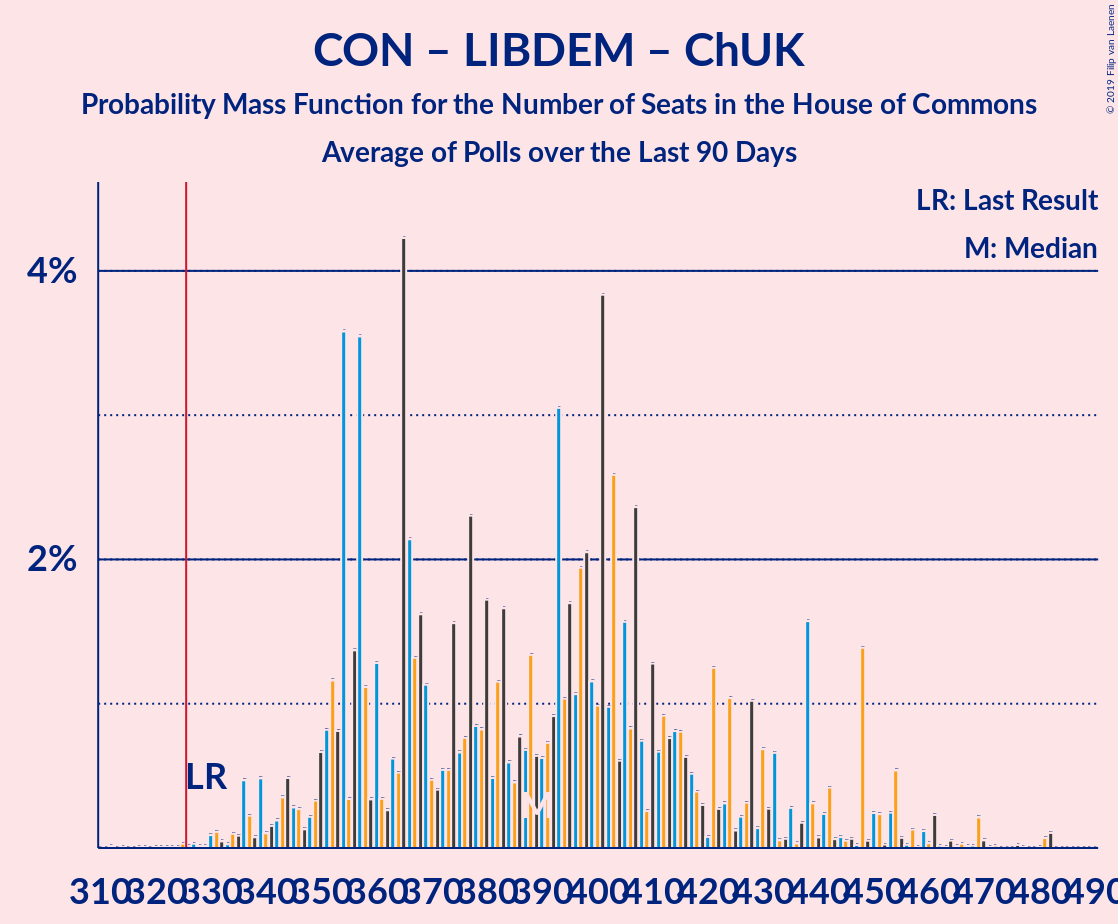 CON – LIBDEM – ChUK
Probability Mass Function for the Number of Seats in the House of Commons
Average of Polls over the Last 90 Days
© 2019 Filip van Laenen
LR: Last Result
M: Median
4%
2%
LR
M
310 320 330 340 350 360 370 380 390 400 410 420 430 440 450 460 470 480 490